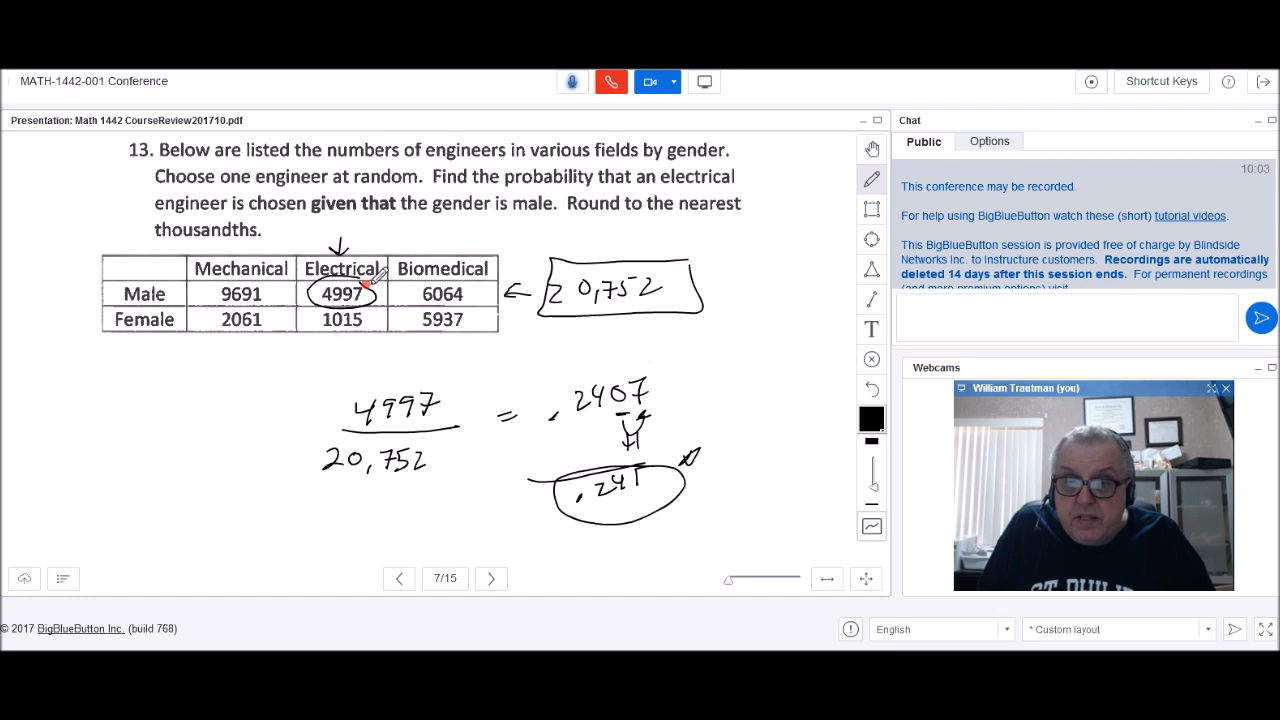 MATH-1442-001 Conference
Shortcut Keys
Presentation: Math 1442 CourseReview201710.pdf
13. Below are listed the numbers of engineers in various fields by gender.
Choose one engineer at random. Find the probability that an electrical
engineer is chosen given that the gender is male. Round to the nearest
thousandths.
Mechanical Electrical Biomedical
Male 9691 4997 6064
Female 2061 1015 5937
20,752
4997
20,752
= .2407
.241
7/15
Chat
Public Options
10:03
This conference may be recorded.
For help using BigBlueButton watch these (short) tutorial videos.
This BigBlueButton session is provided free of charge by Blindside
Networks Inc. to Instructure customers. Recordings are automatically
deleted 14 days after this session ends. For permanent recordings
(and more premium options) visit
Webcams
William Trautman (you)
© 2017 BigBlueButton Inc. (build 768)
English
* Custom layout